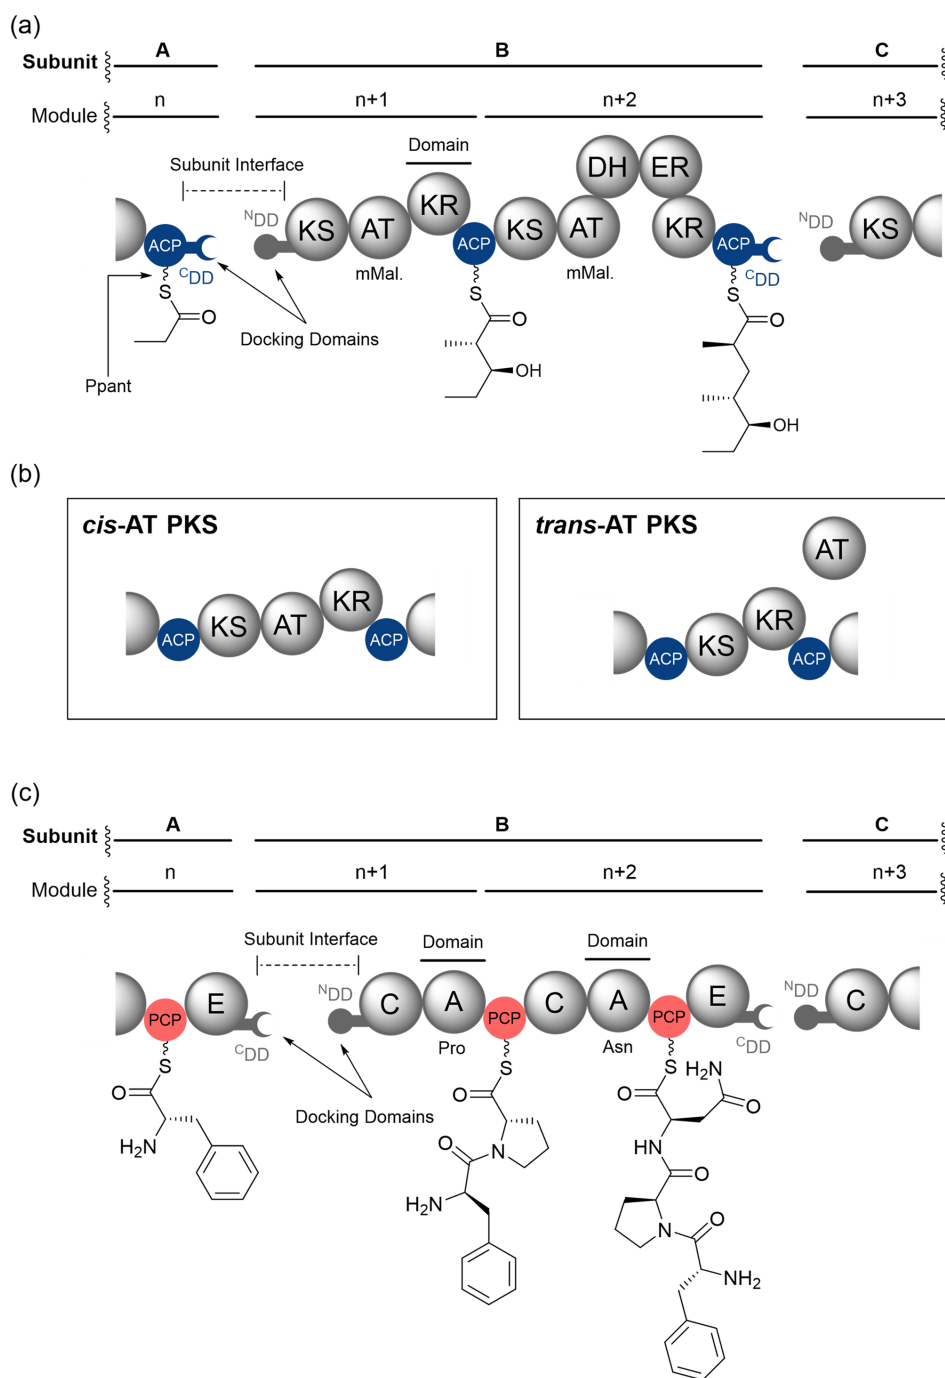 (a)
A B C
Subunit
n n+1 n+2 n+3
Module
Domain
Subunit Interface
DH ER
NDD KS AT KR ACP KS AT KR ACP NDD KS
ACP CDD mMal. mMal. CDD
S S S
O O O
Docking Domains
Ppant
OH
OH
(b)
cis-AT PKS
ACP KS AT KR ACP
trans-AT PKS
AT
ACP KS KR ACP
(c)
A B C
Subunit
n n+1 n+2 n+3
Module
Subunit Interface Domain Domain
PCP E NDD C A PCP C A PCP E NDD C
CDD Pro Asn CDD
S S S H2N
O O O O
Docking Domains
H2N O N HN O
H2N N O
NH2